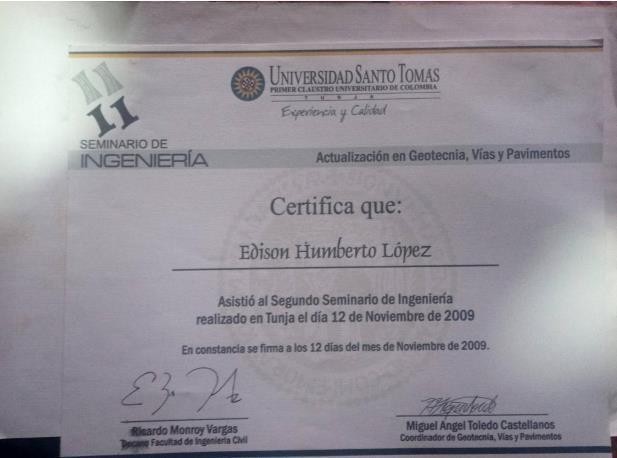 UNIVERSIDAD SANTO TOMAS
PRIMER CLAUSTRO UNIVERSITARIO DE COLOMBIA
TUNJA
Experiencia y Calidad
II
SEMINARIO DE
INGENIERÍA
Actualización en Geotecnia, Vías y Pavimentos
Certifica que:
Edison Humberto López
Asistió al Segundo Seminario de Ingeniería
realizado en Tunja el día 12 de Noviembre de 2009
En constancia se firma a los 12 días del mes de Noviembre de 2009.
Ricardo Monroy Vargas
Decano Facultad de Ingeniería Civil
Miguel Ángel Toledo Castellanos
Coordinador de Geotecnia, Vías y Pavimentos